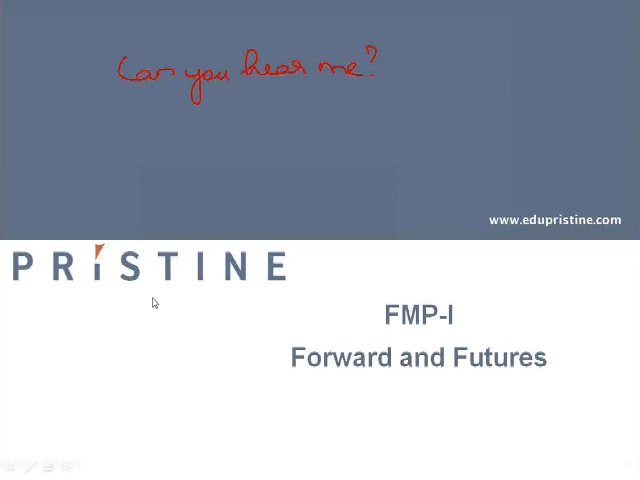 Can you hear me?
www.edupristine.com
PRiSTINE
FMP-I
Forward and Futures